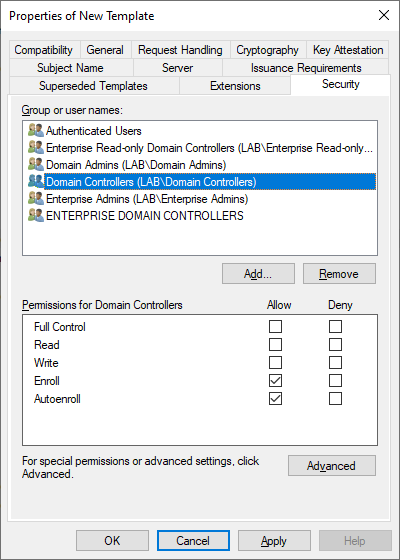 Properties of New Template
Compatibility General Request Handling Cryptography Key Attestation
Subject Name Server Issuance Requirements
Superseded Templates Extensions Security
Group or user names:
Authenticated Users
Enterprise Read-only Domain Controllers (LAB\Enterprise Read-only...
Domain Admins (LAB\Domain Admins)
Domain Controllers (LAB\Domain Controllers)
Enterprise Admins (LAB\Enterprise Admins)
ENTERPRISE DOMAIN CONTROLLERS
Add... Remove
Permissions for Domain Controllers Allow Deny
Full Control
Read
Write
Enroll
Autoenroll
For special permissions or advanced settings, click
Advanced.
Advanced
OK Cancel Apply Help